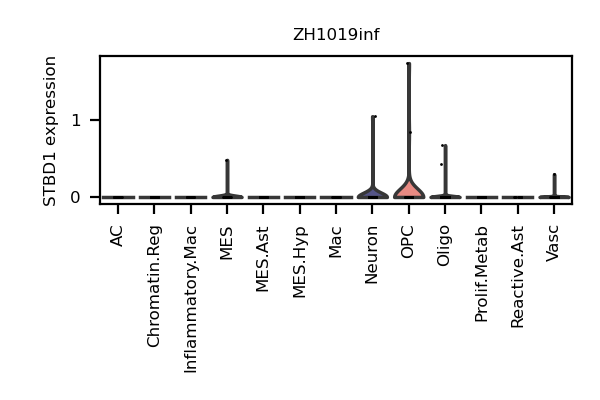 ZH1019inf
STBD1 expression
1
0
AC
Chromatin.Reg
Inflammatory.Mac
MES
MES.Ast
MES.Hyp
Mac
Neuron
OPC
Oligo
Prolif.Metab
Reactive.Ast
Vasc